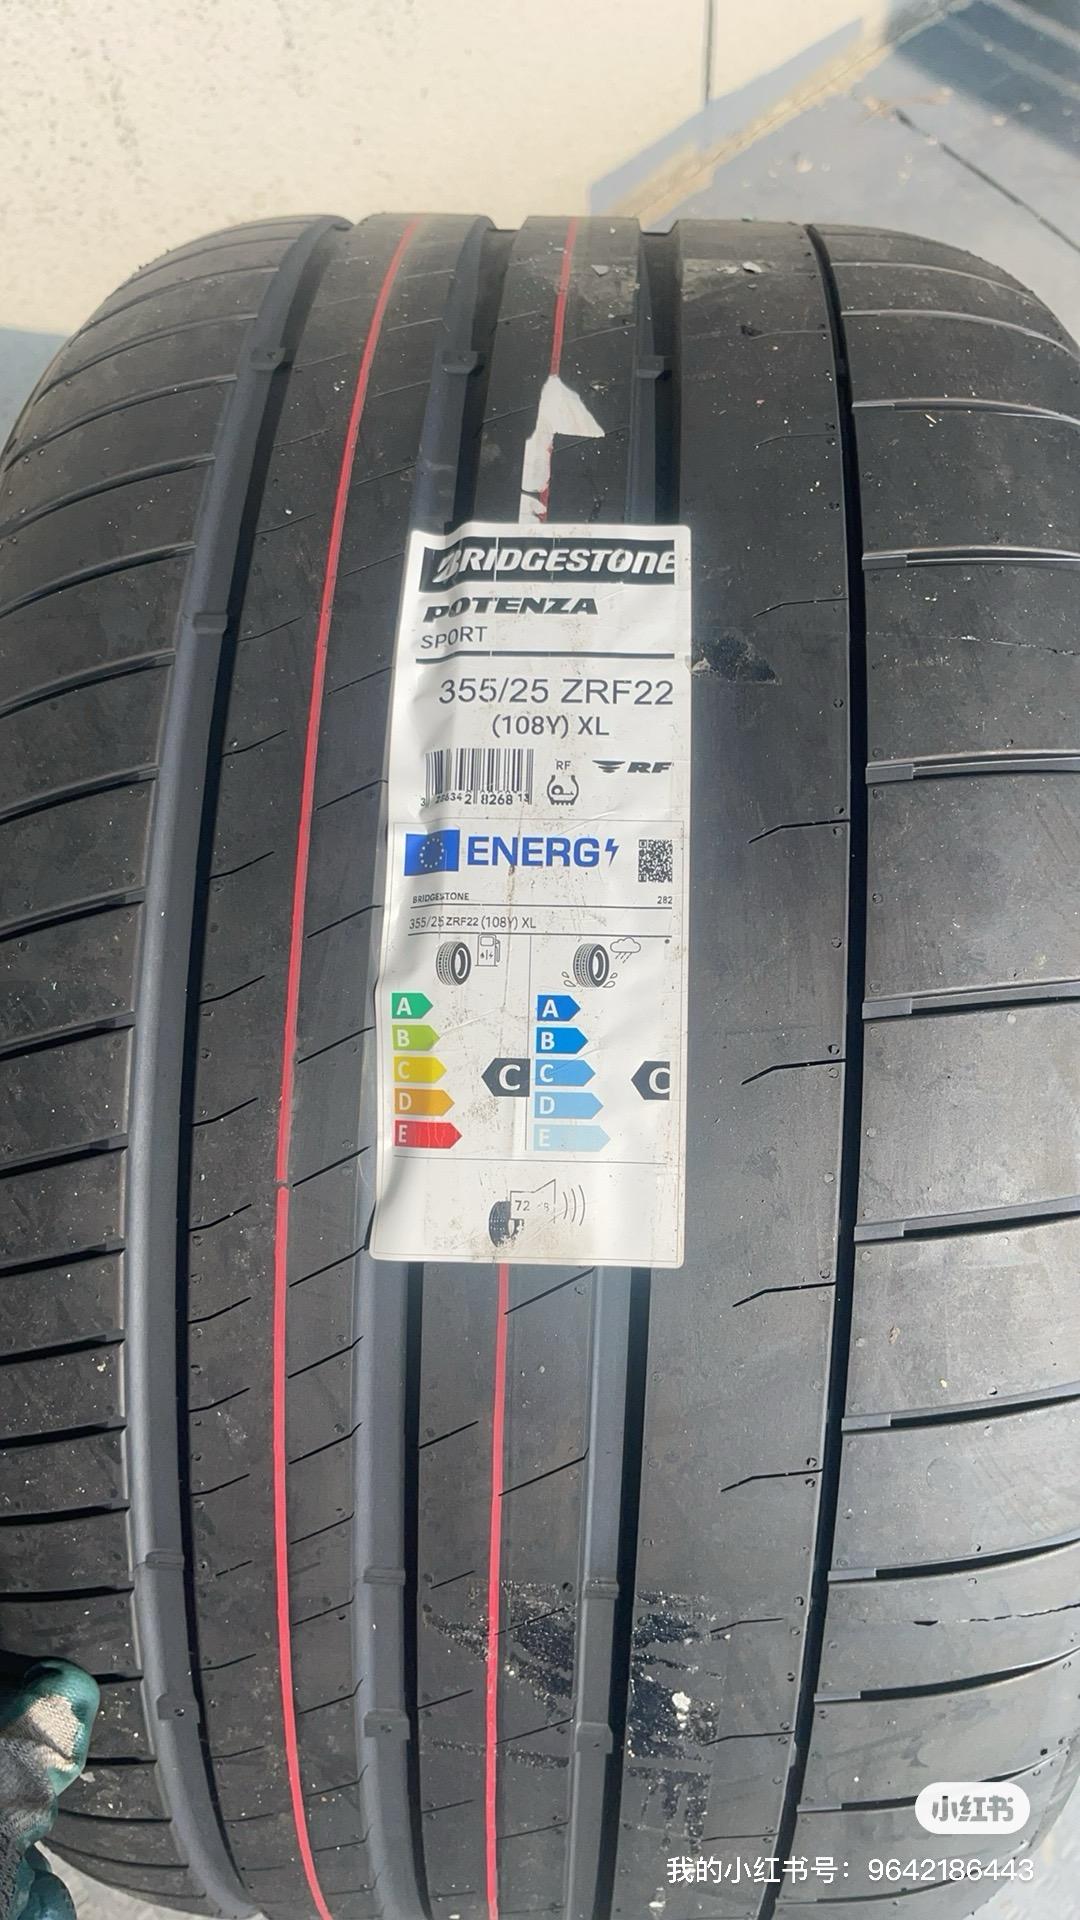 BRIDGESTONE
POTENZA
SPORT
355/25 ZRF22
(108Y) XL
RF
RF
ENERG
BRIDGESTONE 282
355/25 ZRF22 (108Y) XL
A A
B B
C C C C
D D
E E
72
小红书
我的小红书号：9642186443